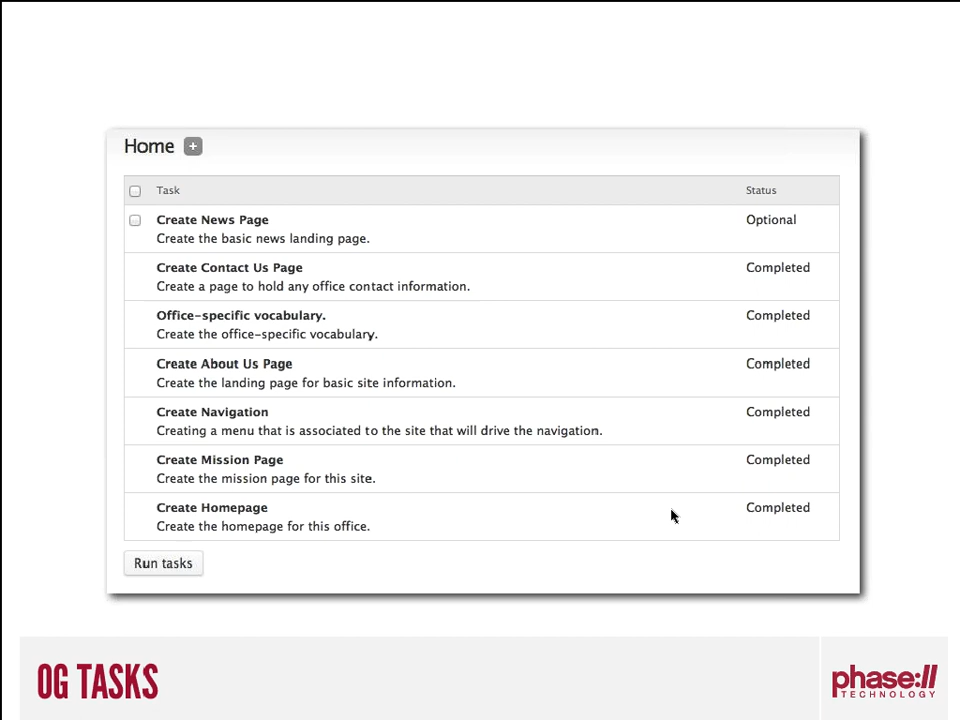 Home +
Task Status
Create News Page Optional
Create the basic news landing page.
Create Contact Us Page Completed
Create a page to hold any office contact information.
Office-specific vocabulary. Completed
Create the office-specific vocabulary.
Create About Us Page Completed
Create the landing page for basic site information.
Create Navigation Completed
Creating a menu that is associated to the site that will drive the navigation.
Create Mission Page Completed
Create the mission page for this site.
Create Homepage Completed
Create the homepage for this office.
Run tasks
OG TASKS
phase:ll
TECHNOLOGY